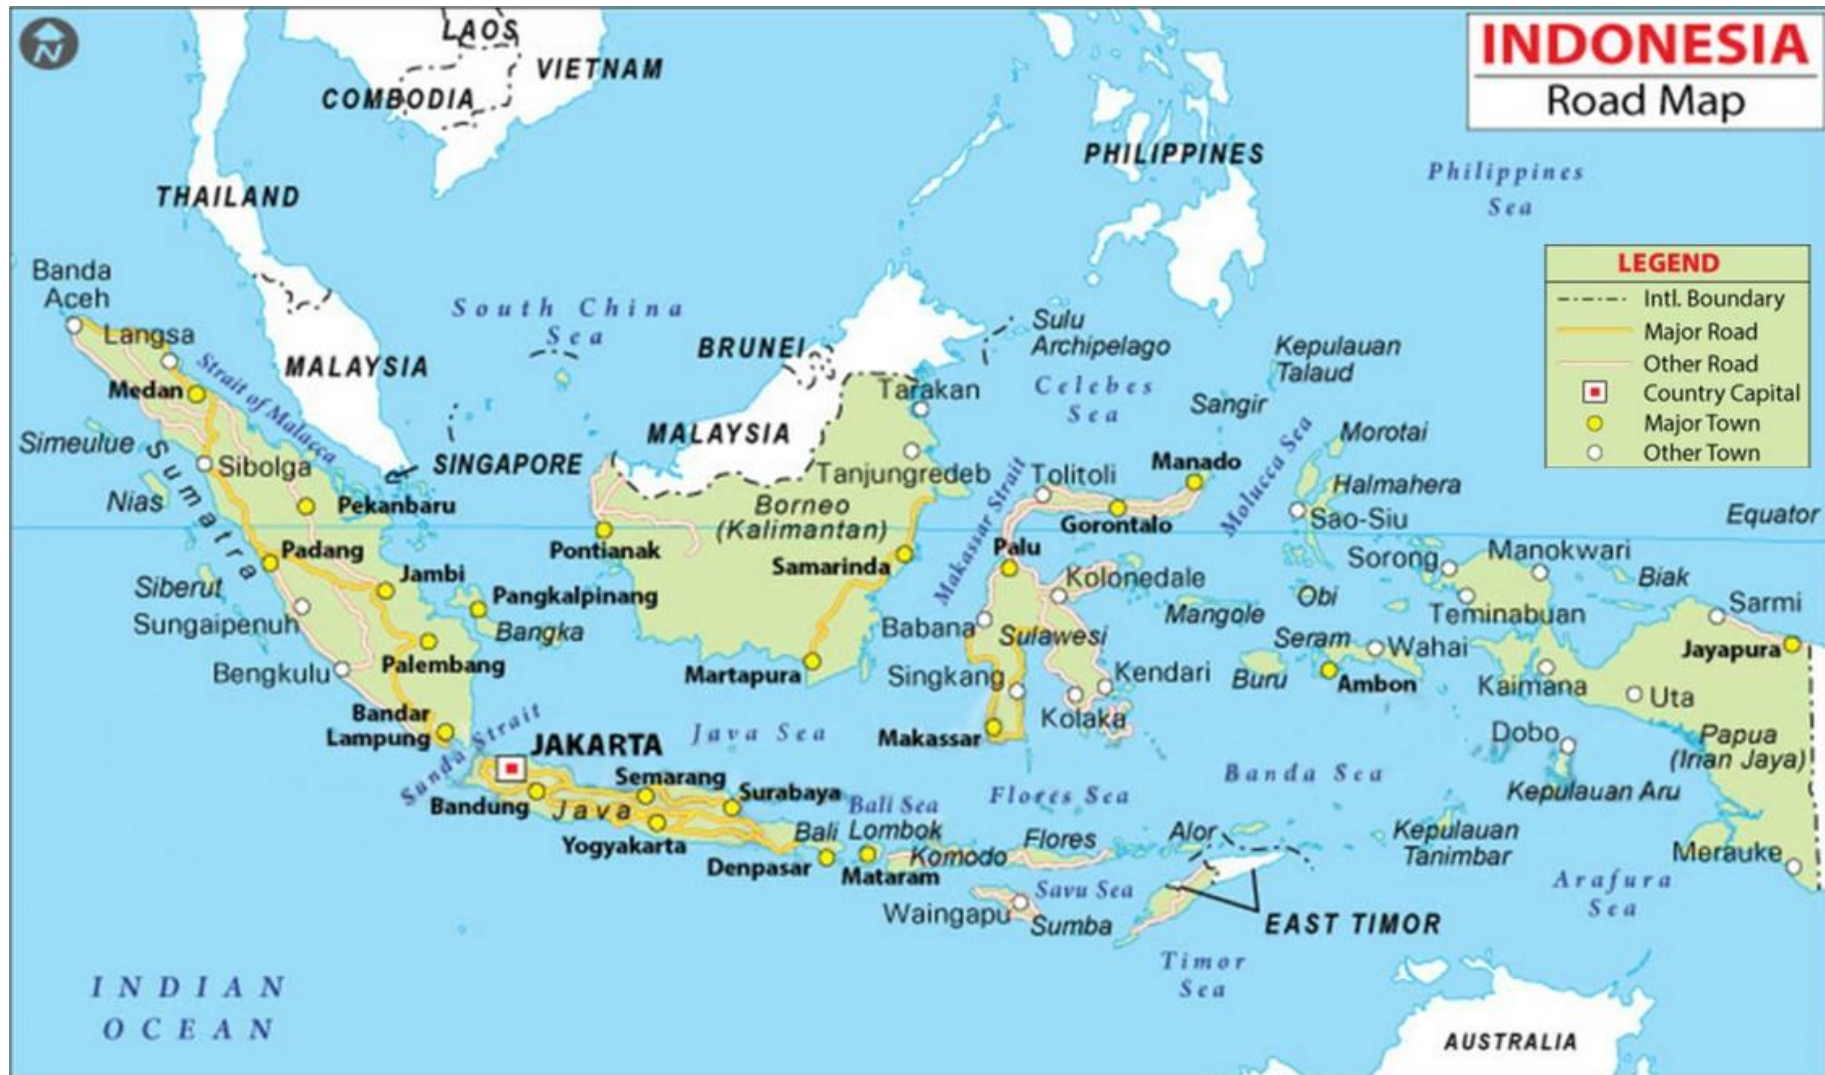 INDONESIA
Road Map
N
LAOS
VIETNAM
COMBODIA
THAILAND
PHILIPPINES
Philippines
Sea
LEGEND
Intl. Boundary
Major Road
Other Road
Country Capital
Major Town
Other Town
Banda
Aceh
Langsa
Medan
Strait of Malacca
Simeulue
Sumatra
Nias
Sibolga
Pekanbaru
MALAYSIA
SINGAPORE
South China
Sea
BRUNEI
MALAYSIA
Sulu
Archipelago
Celebes
Sea
Kepulauan
Talaud
Sangir
Tarakan
Tanjungredeb
Borneo
(Kalimantan)
Makassar Strait
Tolitoli
Manado
Gorontalo
Molucca Sea
Morotai
Halmahera
Sao-Siu
Equator
Padang
Jambi
Siberut
Sungaipenuh
Pangkalpinang
Bangka
Pontianak
Samarinda
Palu
Kolonedale
Mangole
Obi
Sorong
Manokwari
Biak
Teminabuan
Sarmi
Jayapura
Bengkulu
Palembang
Martapura
Babana
Sulawesi
Singkang
Kendari
Kolaka
Makassar
Buru
Seram
Wahai
Ambon
Kaimana
Uta
Dobo
Papua
(Irian Jaya)
Kepulauan Aru
Bandar
Lampung
Sunda Strait
JAKARTA
Java Sea
Semarang
Surabaya
Bandung
Java
Yogyakarta
Bali Sea
Flores Sea
Banda Sea
Bali
Lombok
Denpasar
Mataram
Komodo
Flores
Alor
Kepulauan
Tanimbar
Merauke
Savu Sea
Waingapu
Sumba
EAST TIMOR
Arafura
Sea
Timor
Sea
INDIAN
OCEAN
AUSTRALIA